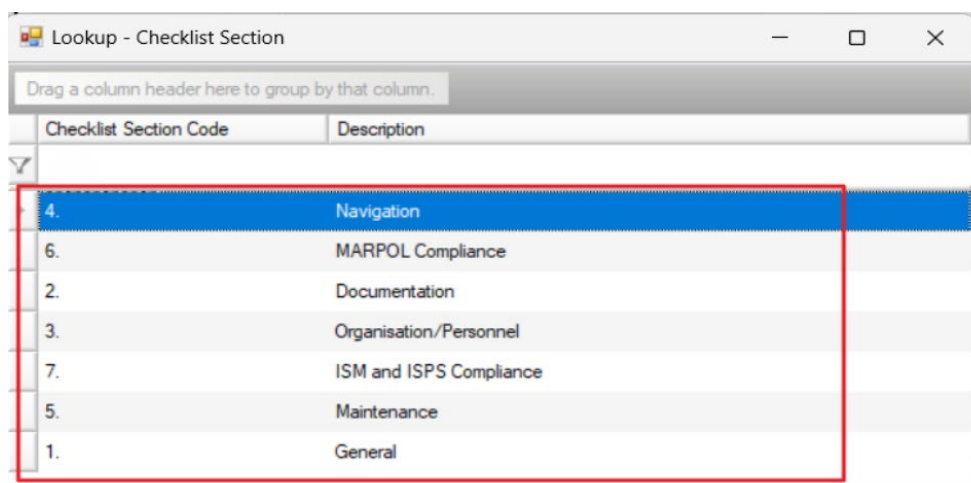 Lookup - Checklist Section
Drag a column header here to group by that column.
Checklist Section Code Description
4. Navigation
6. MARPOL Compliance
2. Documentation
3. Organisation/Personnel
7. ISM and ISPS Compliance
5. Maintenance
1. General